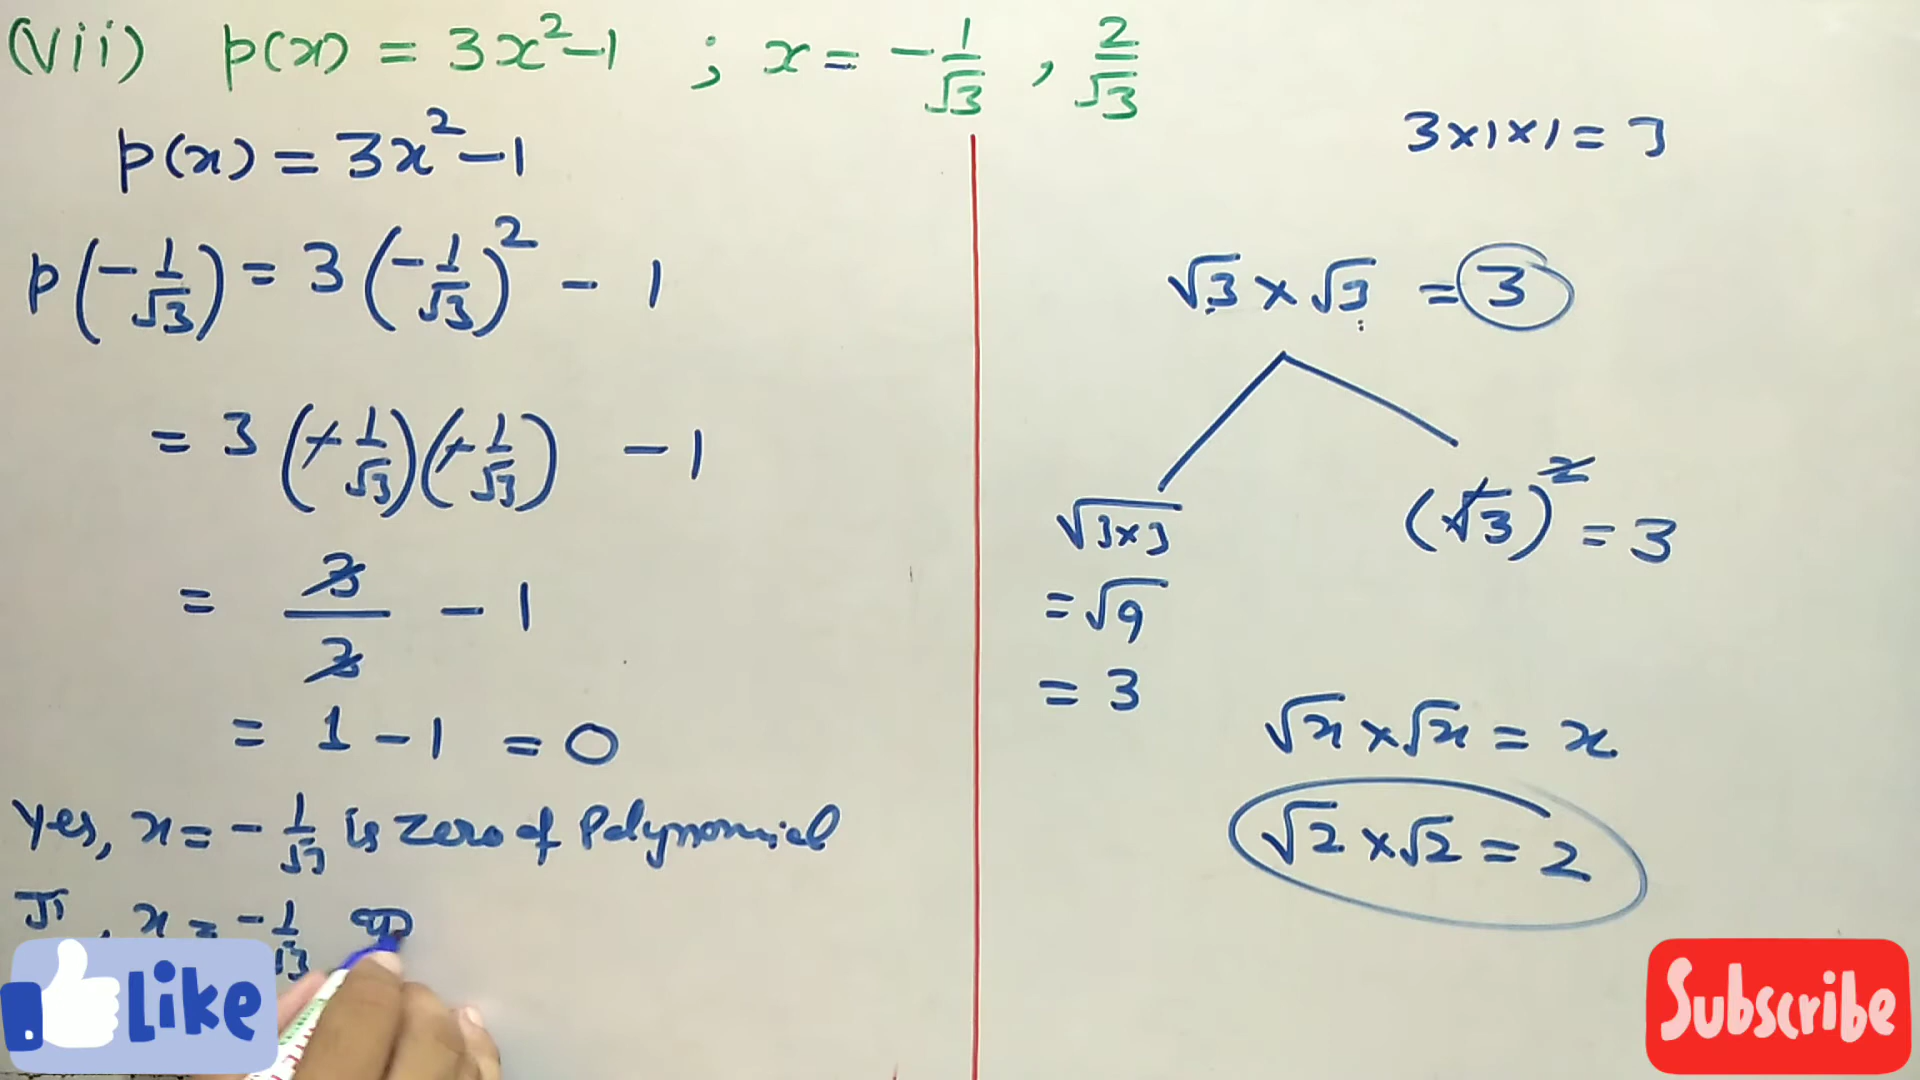 (vii) p(x) = 3x²-1 ; x = -1/√3 , 2/√3
p(x) = 3x²-1
p(-1/√3) = 3(-1/√3)² - 1
= 3(-1/√3)(-1/√3) - 1
= 3/3 - 1
= 1 - 1 = 0
Yes, x = -1/√3 is zero of Polynomial
, x = -1/√3
3×1×1 = 3
√3 × √3 = 3
√3×3
= √9
= 3
(√3)² = 3
√x × √x = x
√2 × √2 = 2
Like
Subscribe